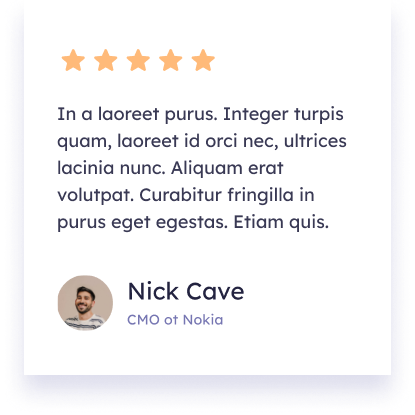 In a laoreet purus. Integer turpis
quam, laoreet id orci nec, ultrices
lacinia nunc. Aliquam erat
volutpat. Curabitur fringilla in
purus eget egestas. Etiam quis.
Nick Cave
CMO ot Nokia